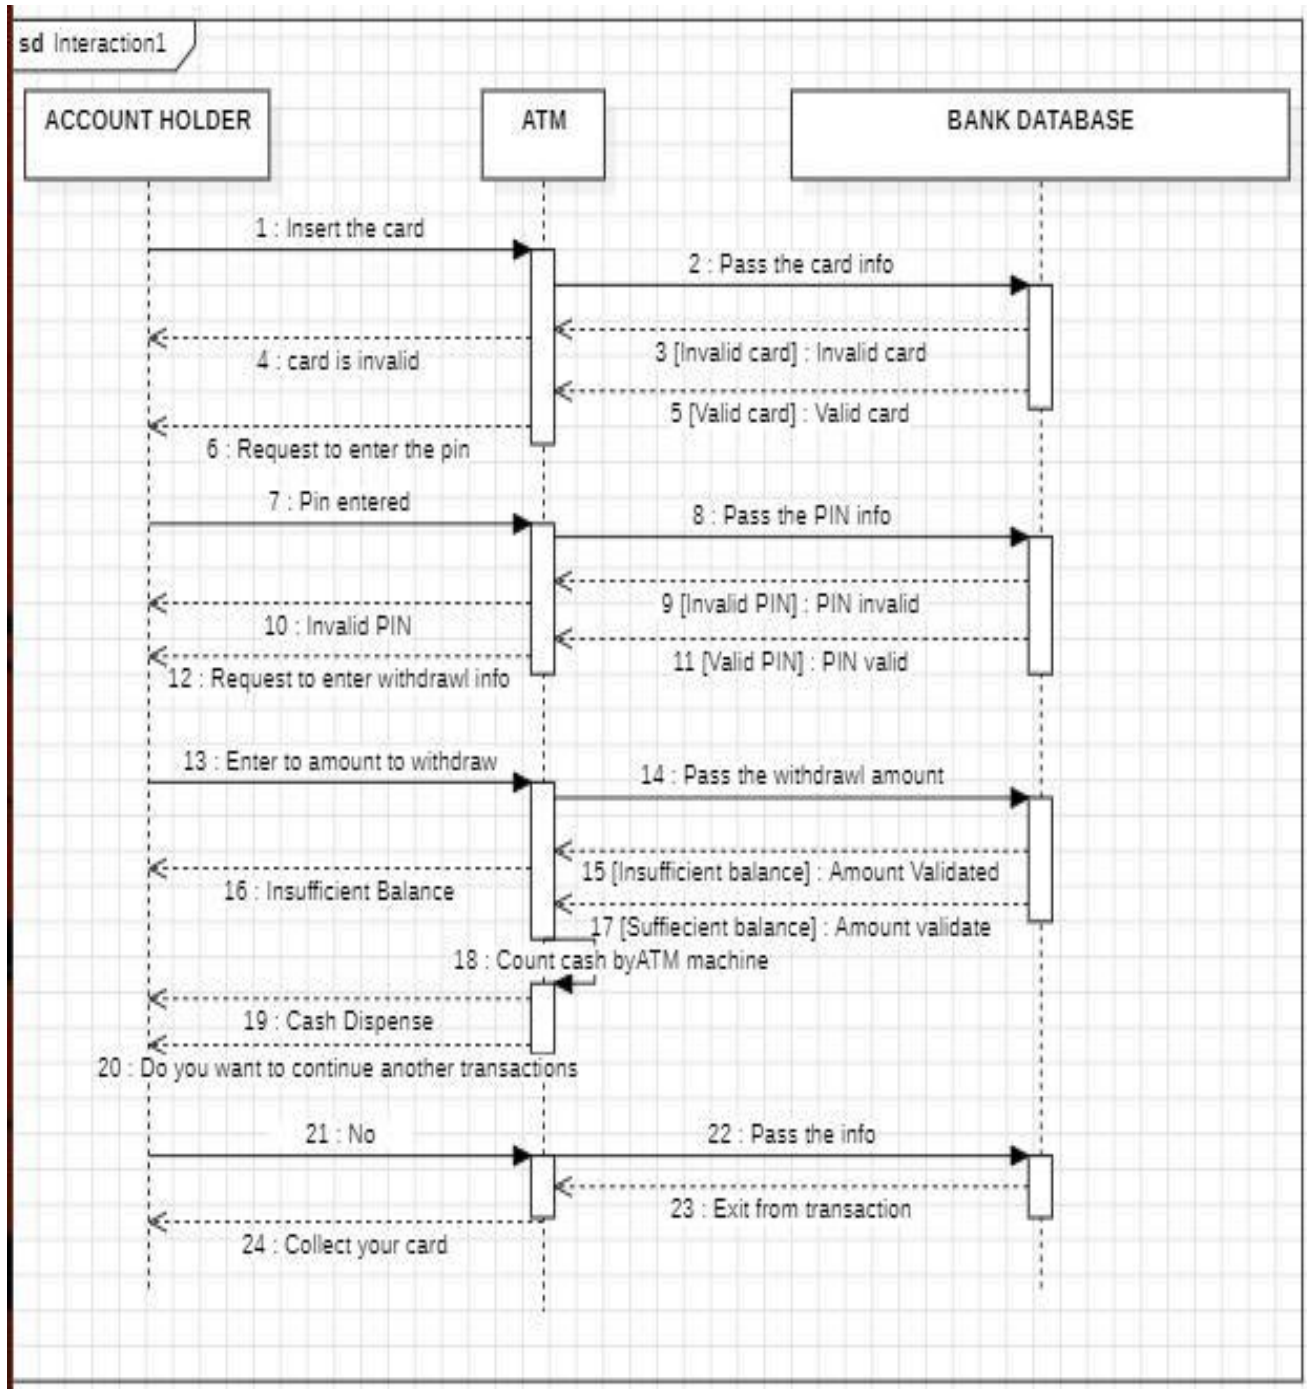 sd Interaction1
ACCOUNT HOLDER
ATM
BANK DATABASE
1 : Insert the card
2 : Pass the card info
3 [Invalid card] : Invalid card
4 : card is invalid
5 [Valid card] : Valid card
6 : Request to enter the pin
7 : Pin entered
8 : Pass the PIN info
9 [Invalid PIN] : PIN invalid
10 : Invalid PIN
11 [Valid PIN] : PIN valid
12 : Request to enter withdrawl info
13 : Enter to amount to withdraw
14 : Pass the withdrawl amount
15 [Insufficient balance] : Amount Validated
16 : Insufficient Balance
17 [Suffiecient balance] : Amount validate
18 : Count cash byATM machine
19 : Cash Dispense
20 : Do you want to continue another transactions
21 : No
22 : Pass the info
23 : Exit from transaction
24 : Collect your card